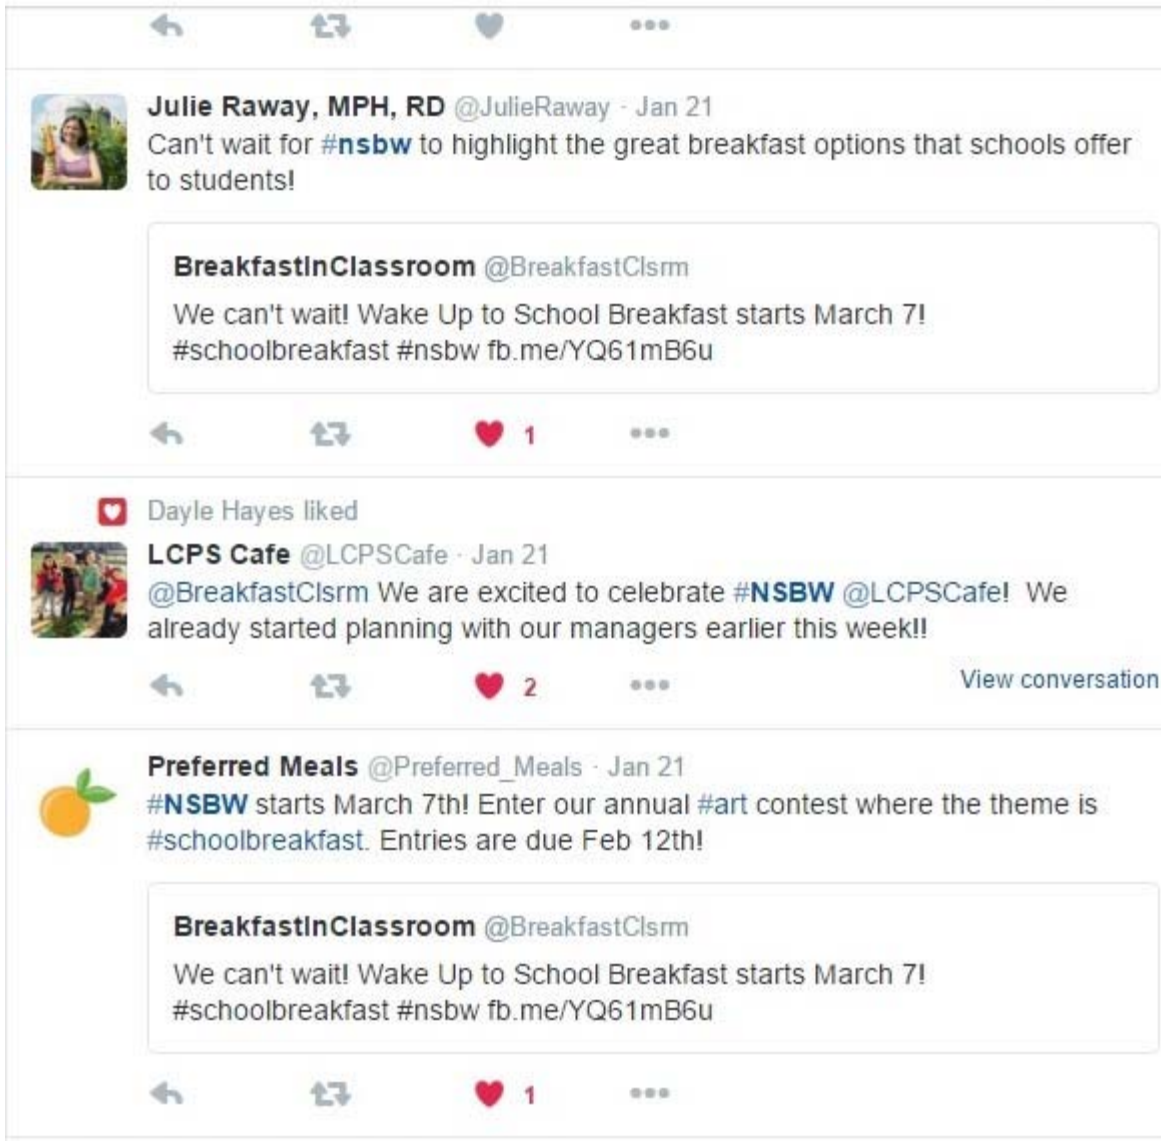 Julie Raway, MPH, RD @JulieRaway · Jan 21
Can't wait for #nsbw to highlight the great breakfast options that schools offer
to students!
BreakfastInClassroom @BreakfastClsrm
We can't wait! Wake Up to School Breakfast starts March 7!
#schoolbreakfast #nsbw fb.me/YQ61mB6u
1
Dayle Hayes liked
LCPS Cafe @LCPSCafe · Jan 21
@BreakfastClsrm We are excited to celebrate #NSBW @LCPSCafe! We
already started planning with our managers earlier this week!!
2
View conversation
Preferred Meals @Preferred_Meals · Jan 21
#NSBW starts March 7th! Enter our annual #art contest where the theme is
#schoolbreakfast. Entries are due Feb 12th!
BreakfastInClassroom @BreakfastClsrm
We can't wait! Wake Up to School Breakfast starts March 7!
#schoolbreakfast #nsbw fb.me/YQ61mB6u
1